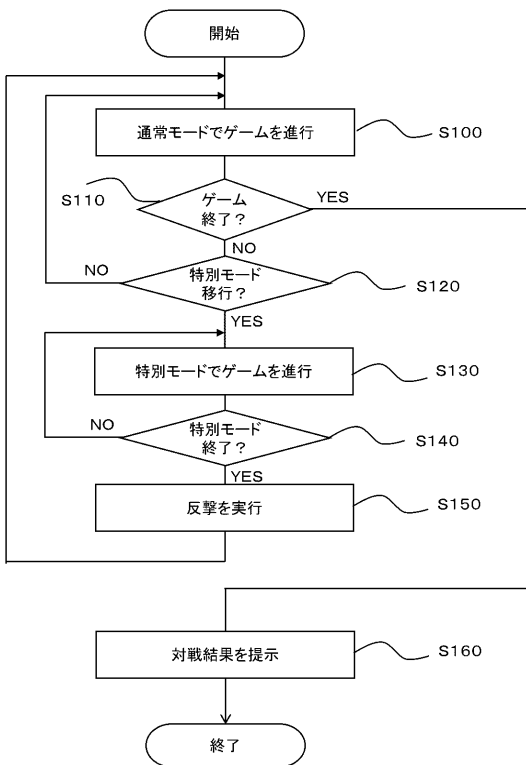 開始
通常モードでゲームを進行
S100
S110
ゲーム
終了？
YES
NO
NO
特別モード
移行？
S120
YES
特別モードでゲームを進行
S130
NO
特別モード
終了？
S140
YES
反撃を実行
S150
対戦結果を提示
S160
終了